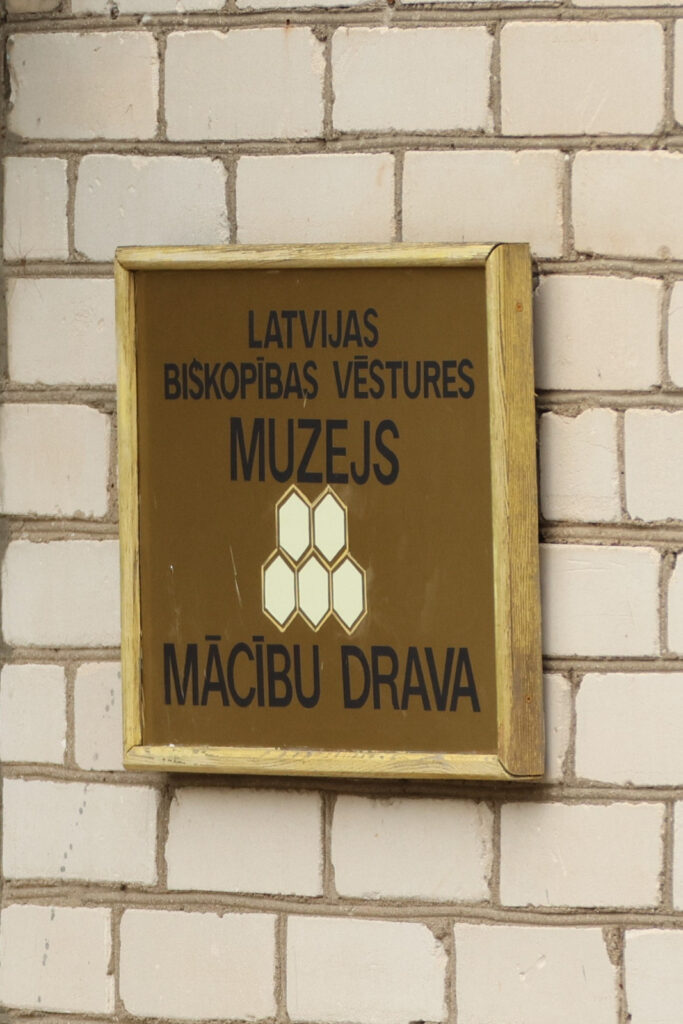 LATVIJAS
BIŠKOPĪBAS VĒSTURES
MUZEJS
MĀCĪBU DRAVA